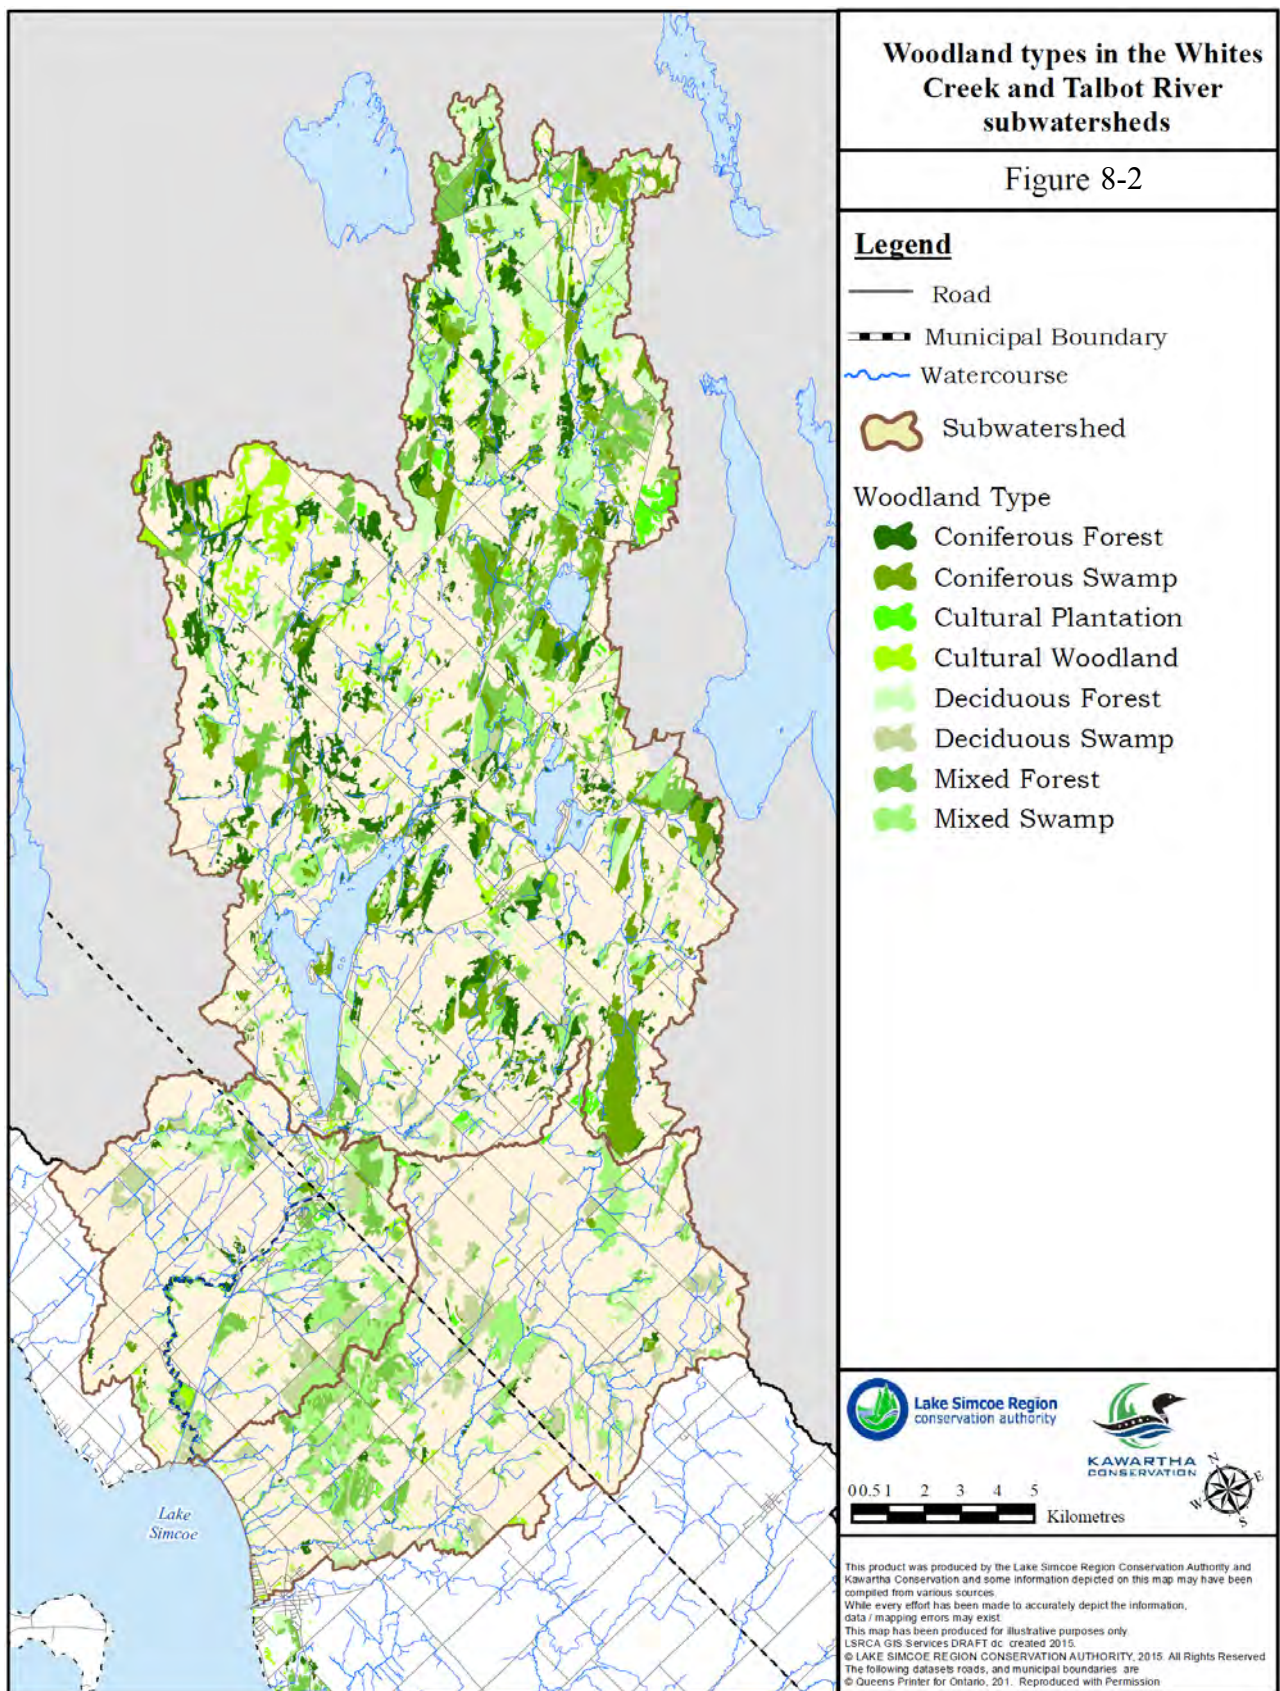 Woodland types in the Whites
Creek and Talbot River
subwatersheds
Figure 8-2
Legend
Road
Municipal Boundary
Watercourse
Subwatershed
Woodland Type
Coniferous Forest
Coniferous Swamp
Cultural Plantation
Cultural Woodland
Deciduous Forest
Deciduous Swamp
Mixed Forest
Mixed Swamp
Lake Simcoe Region
conservation authority
KAWARTHA
CONSERVATION
N
E
W
S
0 0.5 1 2 3 4 5
Kilometres
Lake
Simcoe
This product was produced by the Lake Simcoe Region Conservation Authority and
Kawartha Conservation and some information depicted on this map may have been
compiled from various sources.
While every effort has been made to accurately depict the information,
data / mapping errors may exist.
This map has been produced for illustrative purposes only.
LSRCA GIS Services DRAFT dc created 2015.
© LAKE SIMCOE REGION CONSERVATION AUTHORITY, 2015. All Rights Reserved
The following datasets roads, and municipal boundaries are
© Queens Printer for Ontario, 201. Reproduced with Permission